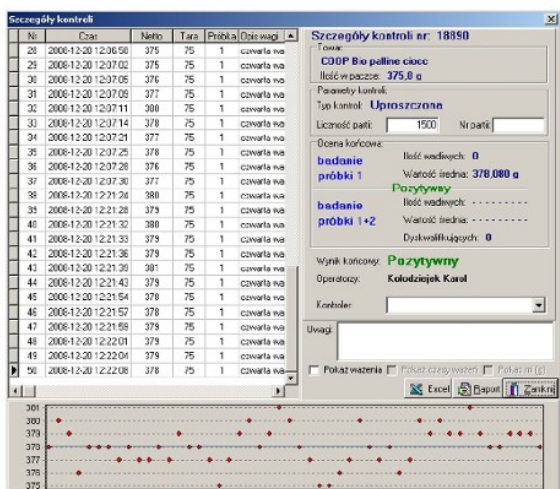 Szczegóły kontroli
Nr Czas Netto Tara Próbka Opis wagi
28 2008-12-20 12:06:58 375 75 1 czwarta wa
29 2008-12-20 12:07:02 375 75 1 czwarta wa
30 2008-12-20 12:07:05 376 75 1 czwarta wa
31 2008-12-20 12:07:09 377 75 1 czwarta wa
32 2008-12-20 12:07:11 380 75 1 czwarta wa
33 2008-12-20 12:07:14 378 75 1 czwarta wa
34 2008-12-20 12:07:21 377 75 1 czwarta wa
35 2008-12-20 12:07:25 378 75 1 czwarta wa
36 2008-12-20 12:07:28 376 75 1 czwarta wa
37 2008-12-20 12:07:30 377 75 1 czwarta wa
38 2008-12-20 12:21:24 380 75 1 czwarta wa
39 2008-12-20 12:21:28 379 75 1 czwarta wa
40 2008-12-20 12:21:32 380 75 1 czwarta wa
41 2008-12-20 12:21:33 379 75 1 czwarta wa
42 2008-12-20 12:21:36 379 75 1 czwarta wa
43 2008-12-20 12:21:39 381 75 1 czwarta wa
44 2008-12-20 12:21:43 379 75 1 czwarta wa
45 2008-12-20 12:21:54 378 75 1 czwarta wa
46 2008-12-20 12:21:57 378 75 1 czwarta wa
47 2008-12-20 12:21:59 379 75 1 czwarta wa
48 2008-12-20 12:22:01 379 75 1 czwarta wa
49 2008-12-20 12:22:04 379 75 1 czwarta wa
50 2008-12-20 12:22:08 378 75 1 czwarta wa
Szczegóły kontroli nr: 18890
Towar:
COOP Bio palline ciocc
Ilość w paczce: 375,0 g
Parametry kontroli:
Typ kontroli: Uproszczona
Liczność partii: 1500 Nr partii:
Ocena końcowa:
badanie próbki 1
Ilość wadliwych: 0
Wartość średnia: 378,080 g
Pozytywny
badanie próbki 1+2
Ilość wadliwych: - - - - - - - -
Wartość średnia: - - - - - - - -
Dyskwalifikujących: 0
Wynik końcowy: Pozytywny
Operatorzy: Kołodziejek Karol
Kontroler:
Uwagi:
Pokaż ważenia Pokaż czasy ważeń Pokaż m (g)
Excel Raport Zamknij
381
380
379
378
377
376
375